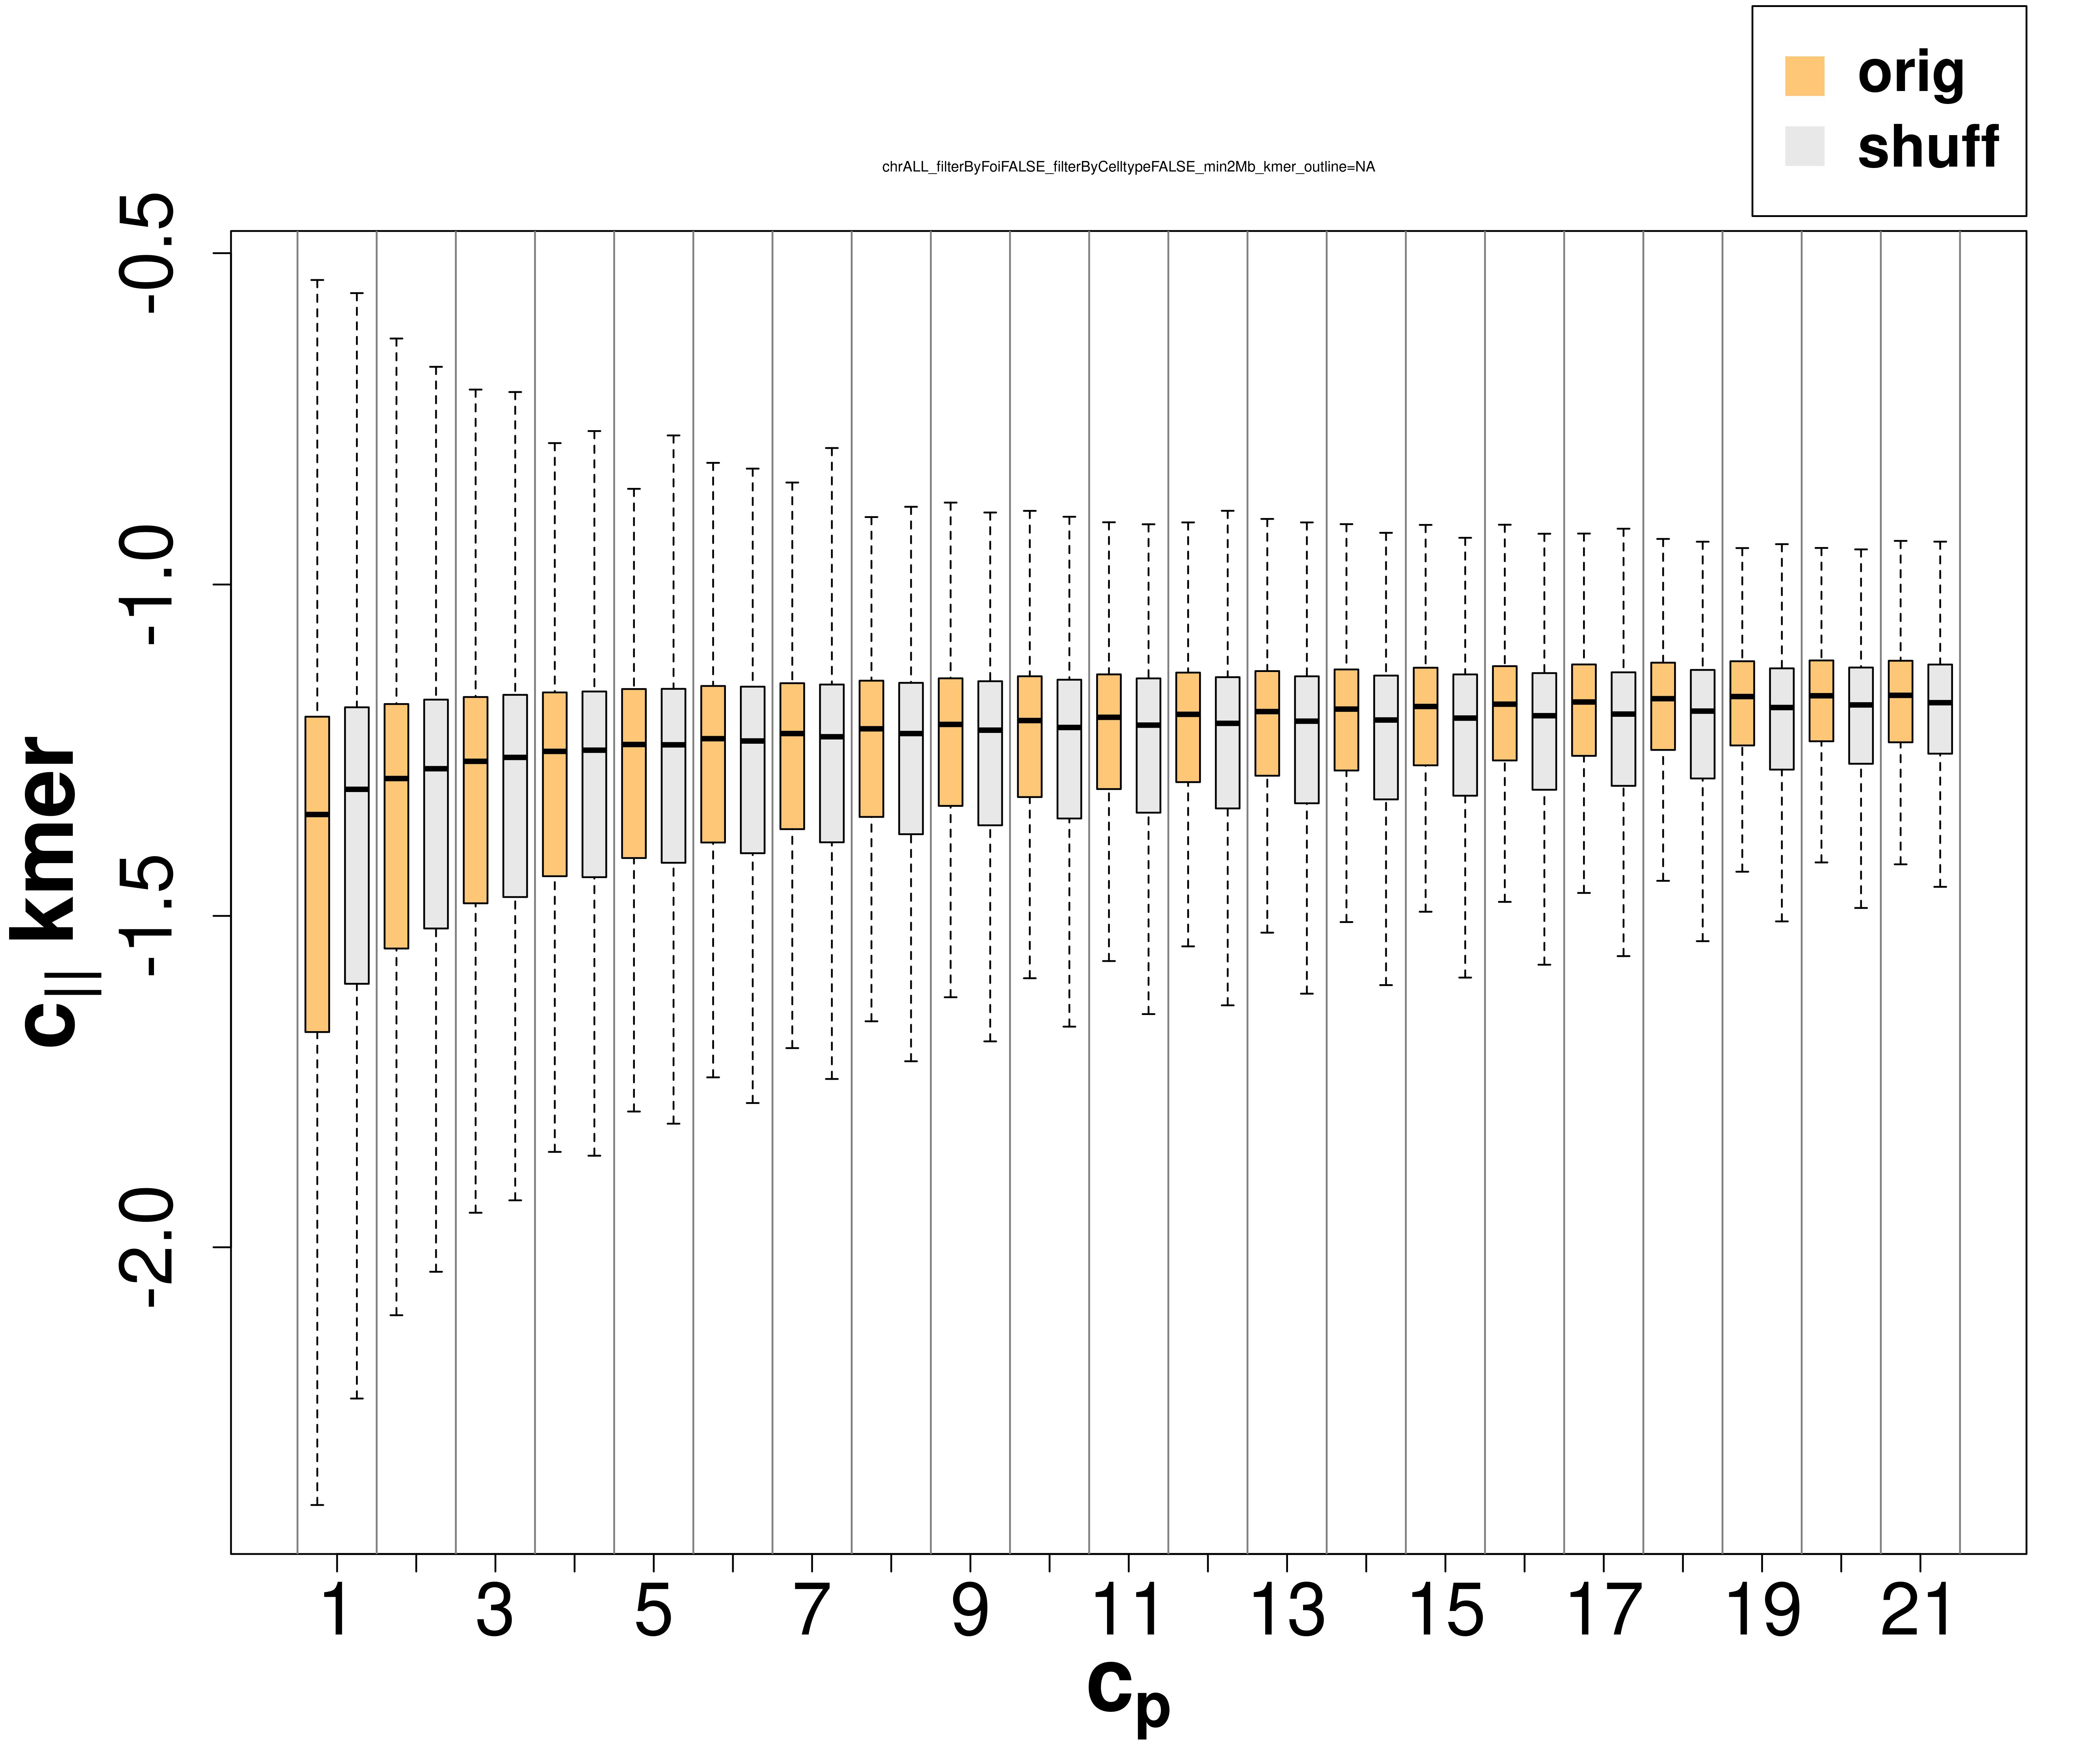 orig
shuff
chrALL_filterByFoiFALSE_filterByCelltypeFALSE_min2Mb_kmer_outline=NA
-0.5
-1.0
-1.5
-2.0
c|| kmer
1 3 5 7 9 11 13 15 17 19 21
cp